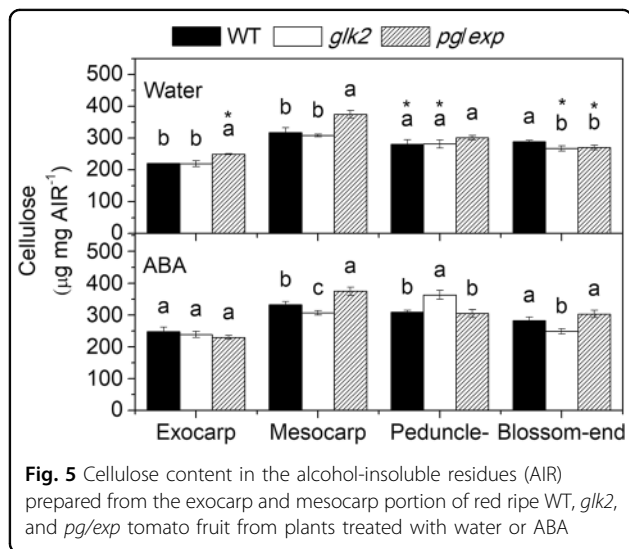 WT glk2 pg/exp
Water
ABA
Cellulose
(µg mg AIR⁻¹)
500
400
300
200
100
0
b b * a
b b a
* a * a a
a * b * b
500
400
300
200
100
0
a a a
b c a
b a b
a b a
Exocarp Mesocarp Peduncle- Blossom-end
Fig. 5 Cellulose content in the alcohol-insoluble residues (AIR)
prepared from the exocarp and mesocarp portion of red ripe WT, glk2,
and pg/exp tomato fruit from plants treated with water or ABA